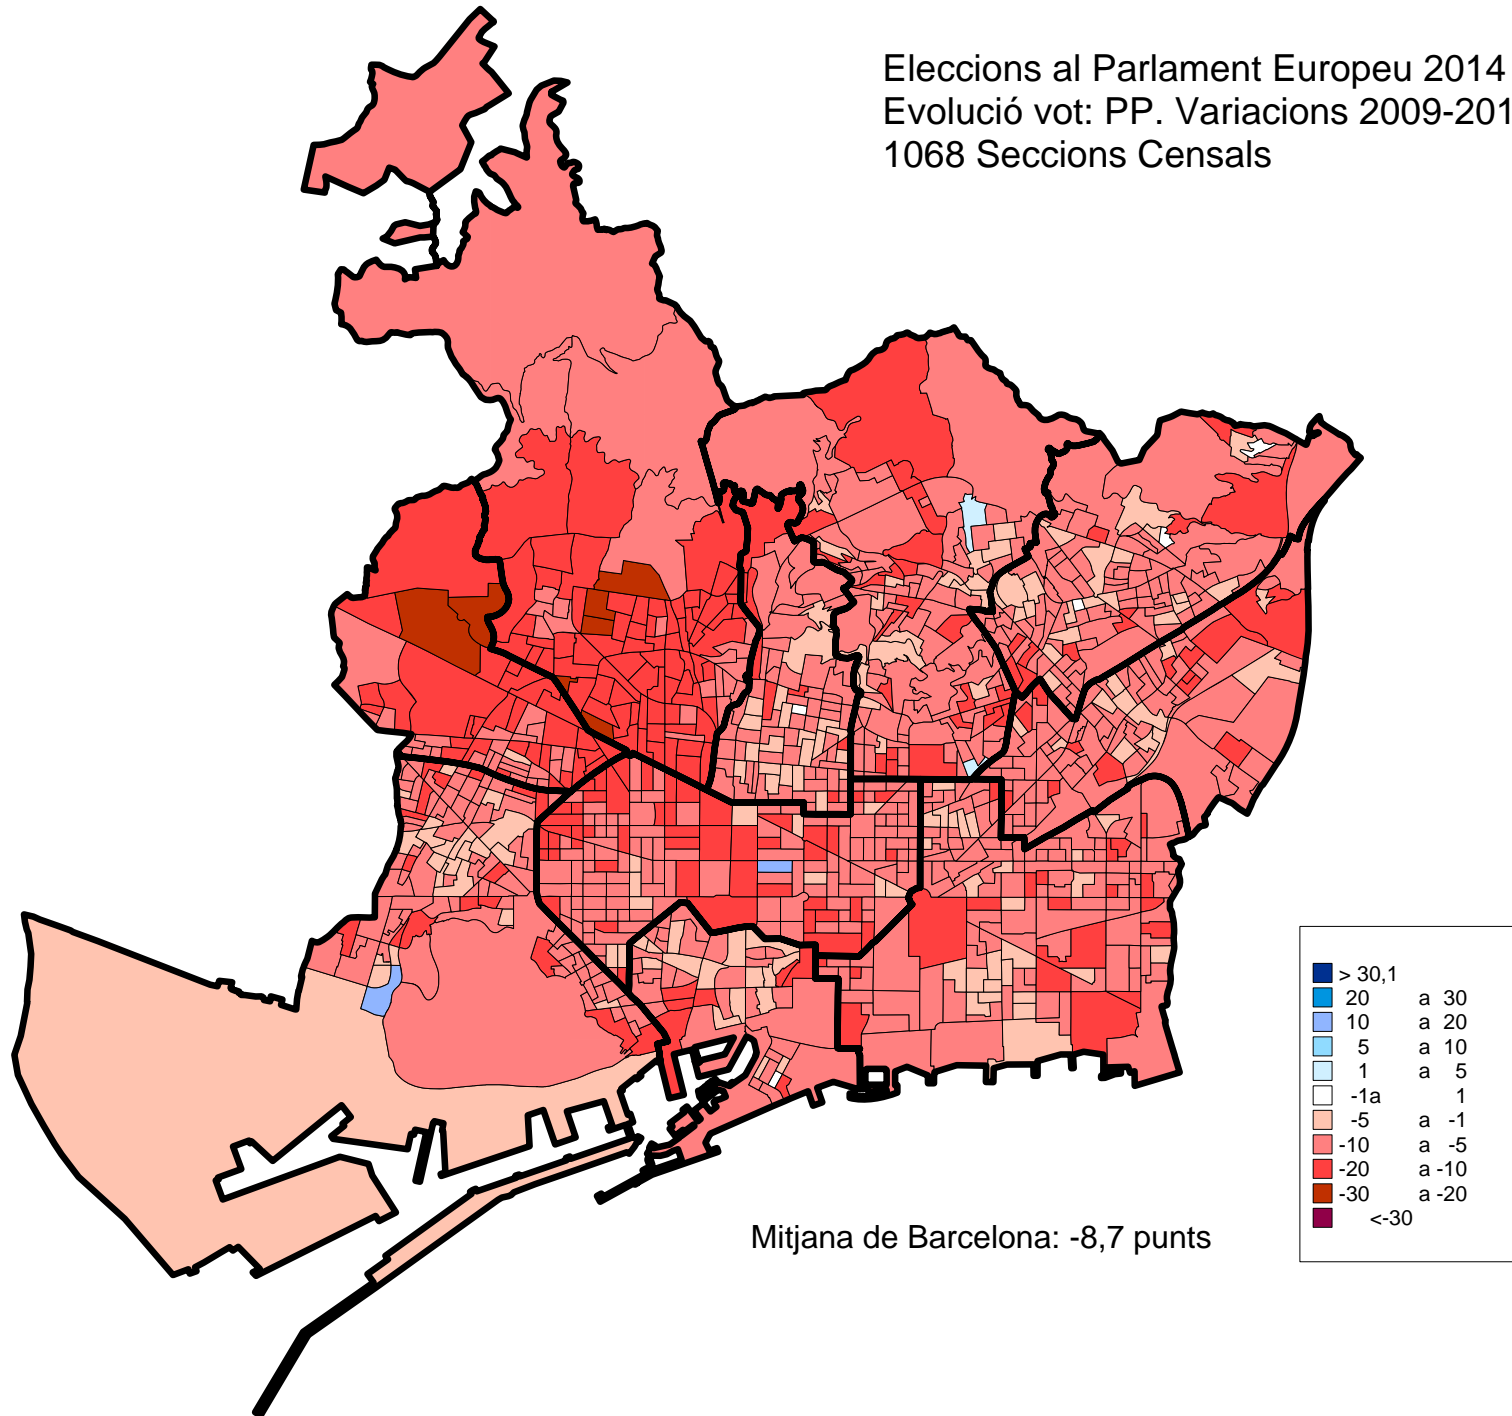 Eleccions al Parlament Europeu 2014
Evolució vot: PP. Variacions 2009-201
1068 Seccions Censals
> 30,1
20 a 30
10 a 20
5 a 10
1 a 5
-1a 1
-5 a -1
-10 a -5
-20 a -10
-30 a -20
<-30
Mitjana de Barcelona: -8,7 punts